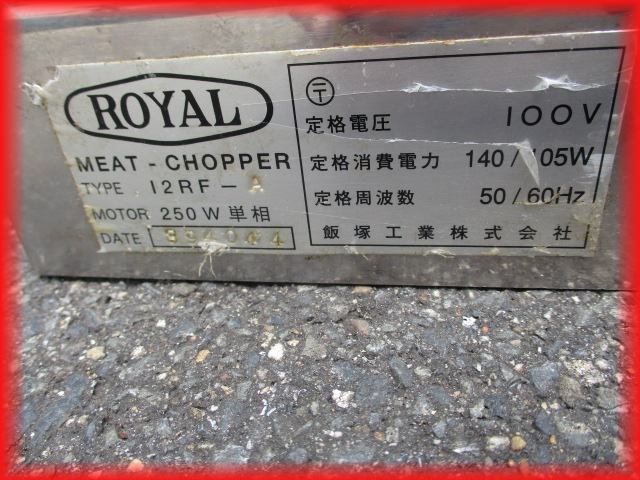 ROYAL
MEAT - CHOPPER
TYPE 12RF - A
MOTOR 250W 単相
DATE
〒
定格電圧 100V
定格消費電力 140/105W
定格周波数 50/60Hz
飯塚工業株式会社